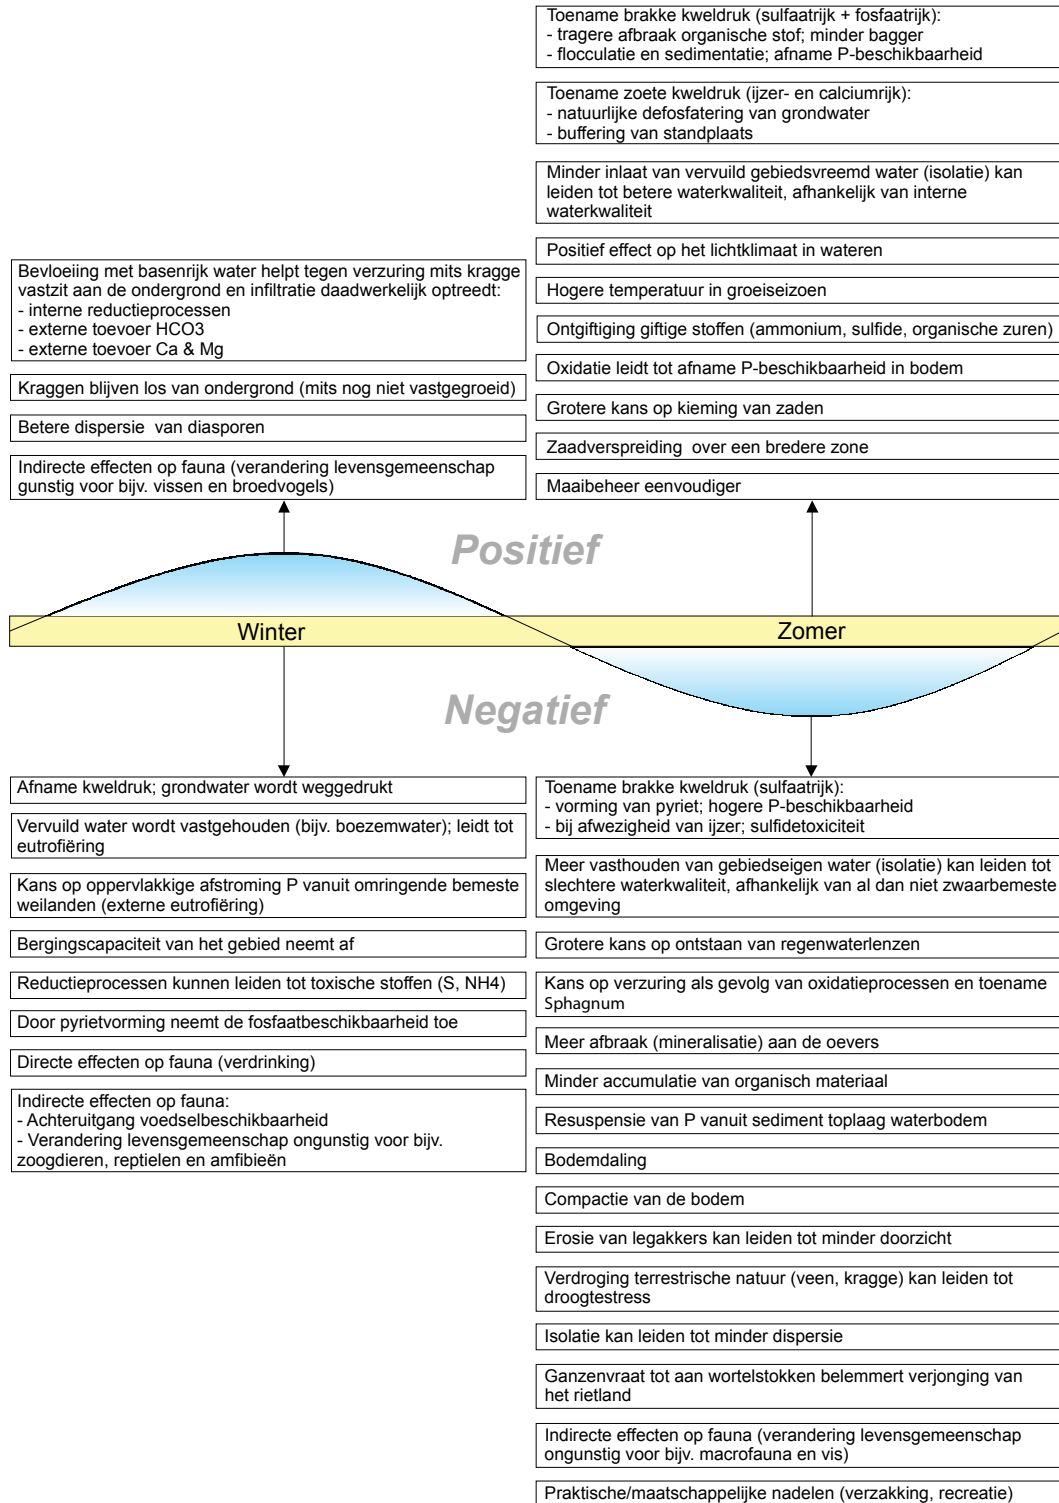 Toename brakke kweldruk (sulfaatrijk + fosfaatrijk):
- tragere afbraak organische stof; minder bagger
- flocculatie en sedimentatie; afname P-beschikbaarheid
Toename zoete kweldruk (ijzer- en calciumrijk):
- natuurlijke defosfatering van grondwater
- buffering van standplaats
Minder inlaat van vervuild gebiedsvreemd water (isolatie) kan
leiden tot betere waterkwaliteit, afhankelijk van interne
waterkwaliteit
Positief effect op het lichtklimaat in wateren
Hogere temperatuur in groeiseizoen
Ontgiftiging giftige stoffen (ammonium, sulfide, organische zuren)
Oxidatie leidt tot afname P-beschikbaarheid in bodem
Grotere kans op kieming van zaden
Zaadverspreiding over een bredere zone
Maaibeheer eenvoudiger
Bevloeiing met basenrijk water helpt tegen verzuring mits kragge
vastzit aan de ondergrond en infiltratie daadwerkelijk optreedt:
- interne reductieprocessen
- externe toevoer HCO3
- externe toevoer Ca & Mg
Kraggen blijven los van ondergrond (mits nog niet vastgegroeid)
Betere dispersie van diasporen
Indirecte effecten op fauna (verandering levensgemeenschap
gunstig voor bijv. vissen en broedvogels)
Positief
Winter
Zomer
Negatief
Afname kweldruk; grondwater wordt weggedrukt
Vervuild water wordt vastgehouden (bijv. boezemwater); leidt tot
eutrofiëring
Kans op oppervlakkige afstroming P vanuit omringende bemeste
weilanden (externe eutrofiëring)
Bergingscapaciteit van het gebied neemt af
Reductieprocessen kunnen leiden tot toxische stoffen (S, NH4)
Door pyrietvorming neemt de fosfaatbeschikbaarheid toe
Directe effecten op fauna (verdrinking)
Indirecte effecten op fauna:
- Achteruitgang voedselbeschikbaarheid
- Verandering levensgemeenschap ongunstig voor bijv.
zoogdieren, reptielen en amfibieën
Toename brakke kweldruk (sulfaatrijk):
- vorming van pyriet; hogere P-beschikbaarheid
- bij afwezigheid van ijzer; sulfidetoxiciteit
Meer vasthouden van gebiedseigen water (isolatie) kan leiden tot
slechtere waterkwaliteit, afhankelijk van al dan niet zwaarbemeste
omgeving
Grotere kans op ontstaan van regenwaterlenzen
Kans op verzuring als gevolg van oxidatieprocessen en toename
Sphagnum
Meer afbraak (mineralisatie) aan de oevers
Minder accumulatie van organisch materiaal
Resuspensie van P vanuit sediment toplaag waterbodem
Bodemdaling
Compactie van de bodem
Erosie van legakkers kan leiden tot minder doorzicht
Verdroging terrestrische natuur (veen, kragge) kan leiden tot
droogtestress
Isolatie kan leiden tot minder dispersie
Ganzenvraat tot aan wortelstokken belemmert verjonging van
het rietland
Indirecte effecten op fauna (verandering levensgemeenschap
ongunstig voor bijv. macrofauna en vis)
Praktische/maatschappelijke nadelen (verzakking, recreatie)